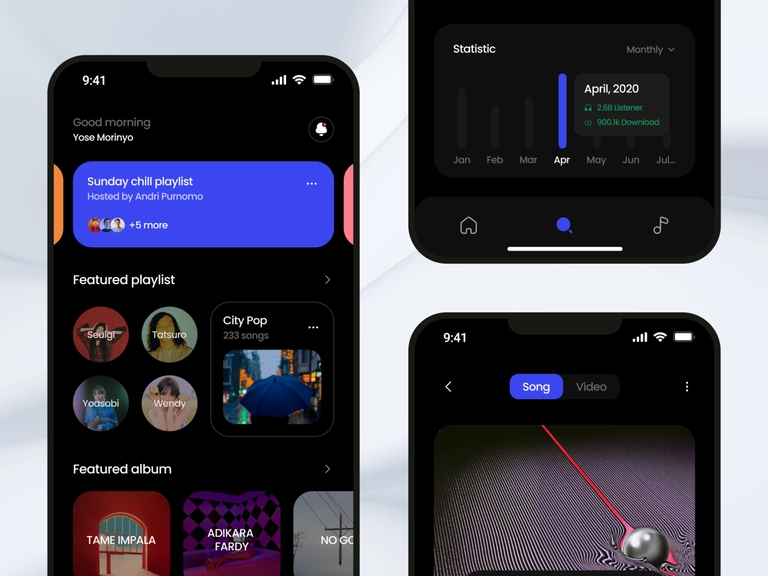 9:41
Good morning
Yose Morinyo
Sunday chill playlist
Hosted by Andri Purnomo
+5 more
Featured playlist
Seulgi
Tatsuro
City Pop
233 songs
Yoasobi
Wendy
Featured album
TAME IMPALA
ADIKARA
FARDY
NO GO
Statistic
Monthly
April, 2020
2.6B Listener
900.1k Download
Jan Feb Mar Apr May Jun Jul...
9:41
Song
Video